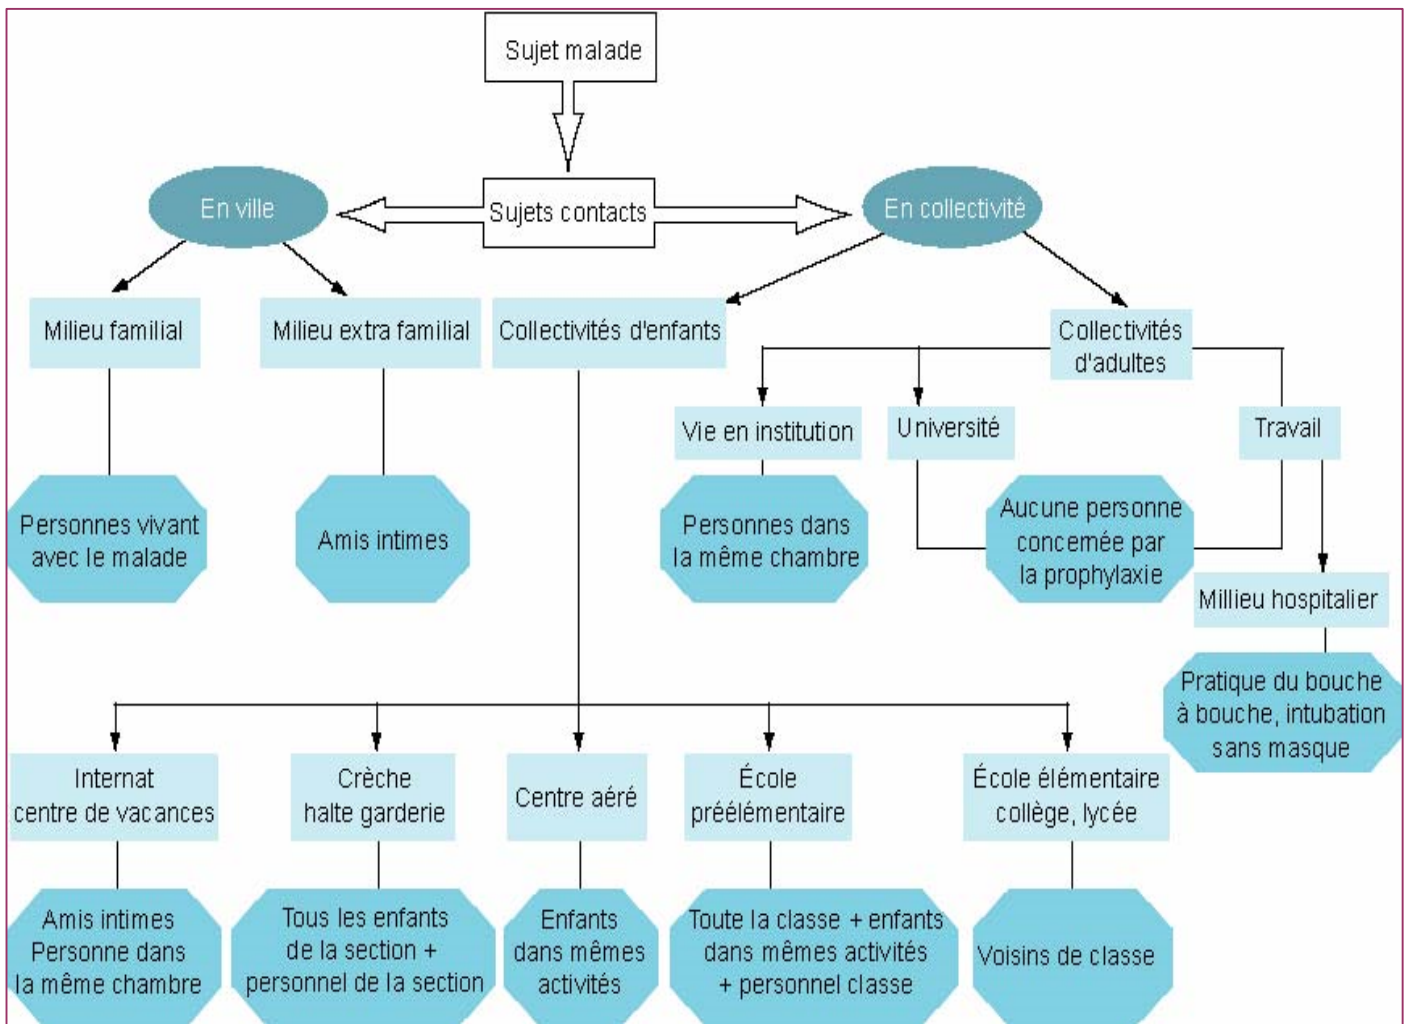 Sujet malade
En ville
Sujets contacts
En collectivité
Milieu familial
Milieu extra familial
Collectivités d'enfants
Collectivités
d'adultes
Vie en institution
Université
Travail
Personnes vivant
avec le malade
Amis intimes
Personnes dans
la même chambre
Aucune personne
concernée par
la prophylaxie
Millieu hospitalier
Pratique du bouche
à bouche, intubation
sans masque
Internat
centre de vacances
Crèche
halte garderie
Centre aéré
École
préélémentaire
École élémentaire
collège, lycée
Amis intimes
Personne dans
la même chambre
Tous les enfants
de la section +
personnel de la section
Enfants
dans mêmes
activités
Toute la classe + enfants
dans mêmes activités
+ personnel classe
Voisins de classe